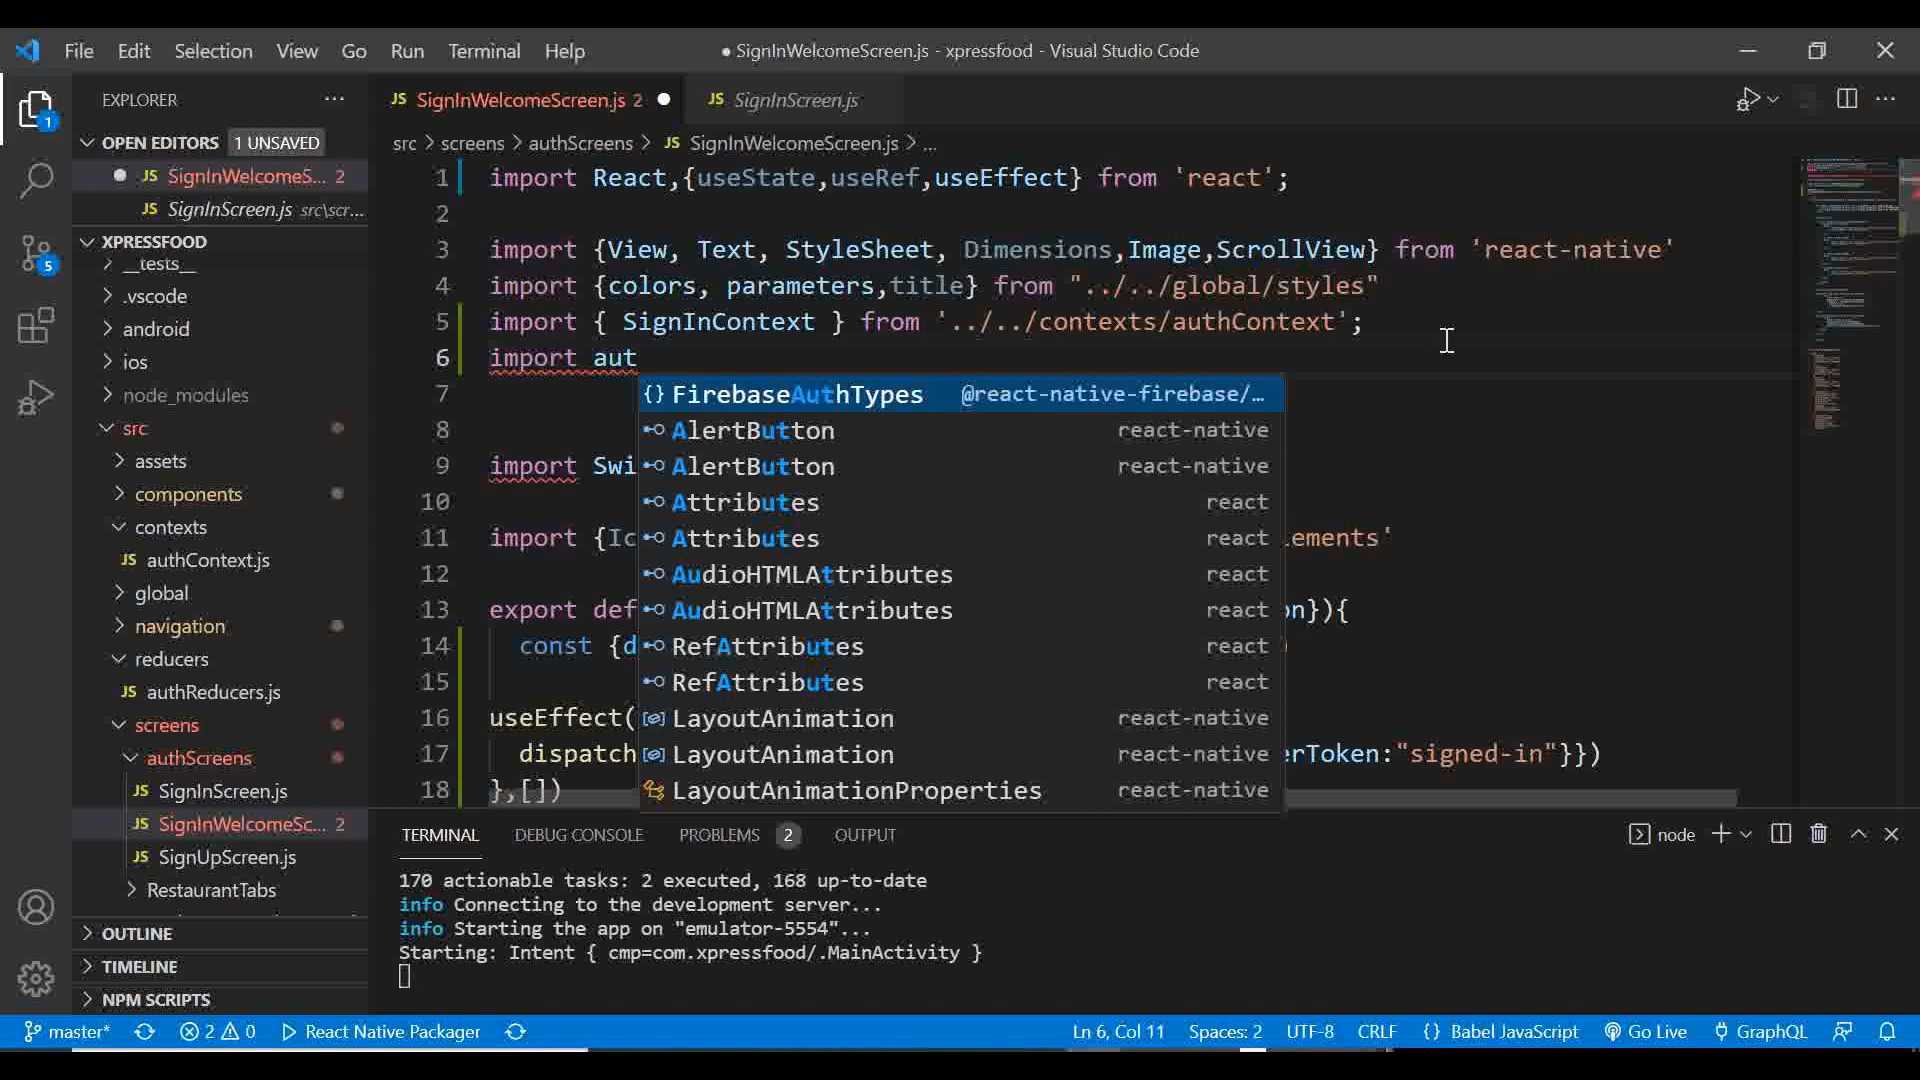 File Edit Selection View Go Run Terminal Help
● SignInWelcomeScreen.js - xpressfood - Visual Studio Code
EXPLORER
JS SignInWelcomeScreen.js 2
JS SignInScreen.js
OPEN EDITORS 1 UNSAVED
JS SignInWelcomeS... 2
JS SignInScreen.js src\scr...
XPRESSFOOD
__tests__
.vscode
android
ios
node_modules
src
assets
components
contexts
JS authContext.js
global
navigation
reducers
JS authReducers.js
screens
authScreens
JS SignInScreen.js
JS SignInWelcomeSc... 2
JS SignUpScreen.js
RestaurantTabs
OUTLINE
TIMELINE
NPM SCRIPTS
1
5
src > screens > authScreens > JS SignInWelcomeScreen.js > ...
1 import React,{useState,useRef,useEffect} from 'react';
2
3 import {View, Text, StyleSheet, Dimensions,Image,ScrollView} from 'react-native'
4 import {colors, parameters,title} from "../../global/styles"
5 import { SignInContext } from '../../contexts/authContext';
6 import aut
7
8
9 import Swi
10
11 import {Ic ements'
12
13 export def on}){
14 const {d
15
16 useEffect(
17 dispatch erToken:"signed-in"}})
18 },[])
{} FirebaseAuthTypes @react-native-firebase/...
AlertButton react-native
AlertButton react-native
Attributes react
Attributes react
AudioHTMLAttributes react
AudioHTMLAttributes react
RefAttributes react
RefAttributes react
LayoutAnimation react-native
LayoutAnimation react-native
LayoutAnimationProperties react-native
TERMINAL DEBUG CONSOLE PROBLEMS 2 OUTPUT
node
170 actionable tasks: 2 executed, 168 up-to-date
info Connecting to the development server...
info Starting the app on "emulator-5554"...
Starting: Intent { cmp=com.xpressfood/.MainActivity }
master* 2 0 React Native Packager Ln 6, Col 11 Spaces: 2 UTF-8 CRLF {} Babel JavaScript Go Live GraphQL